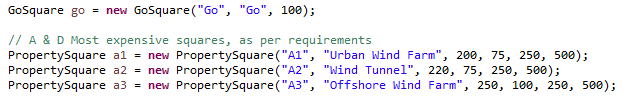 GoSquare go = new GoSquare("Go", "Go", 100);
// A & D Most expensive squares, as per requirements
PropertySquare a1 = new PropertySquare("A1", "Urban Wind Farm", 200, 75, 250, 500);
PropertySquare a2 = new PropertySquare("A2", "Wind Tunnel", 220, 75, 250, 500);
PropertySquare a3 = new PropertySquare("A3", "Offshore Wind Farm", 250, 100, 250, 500);